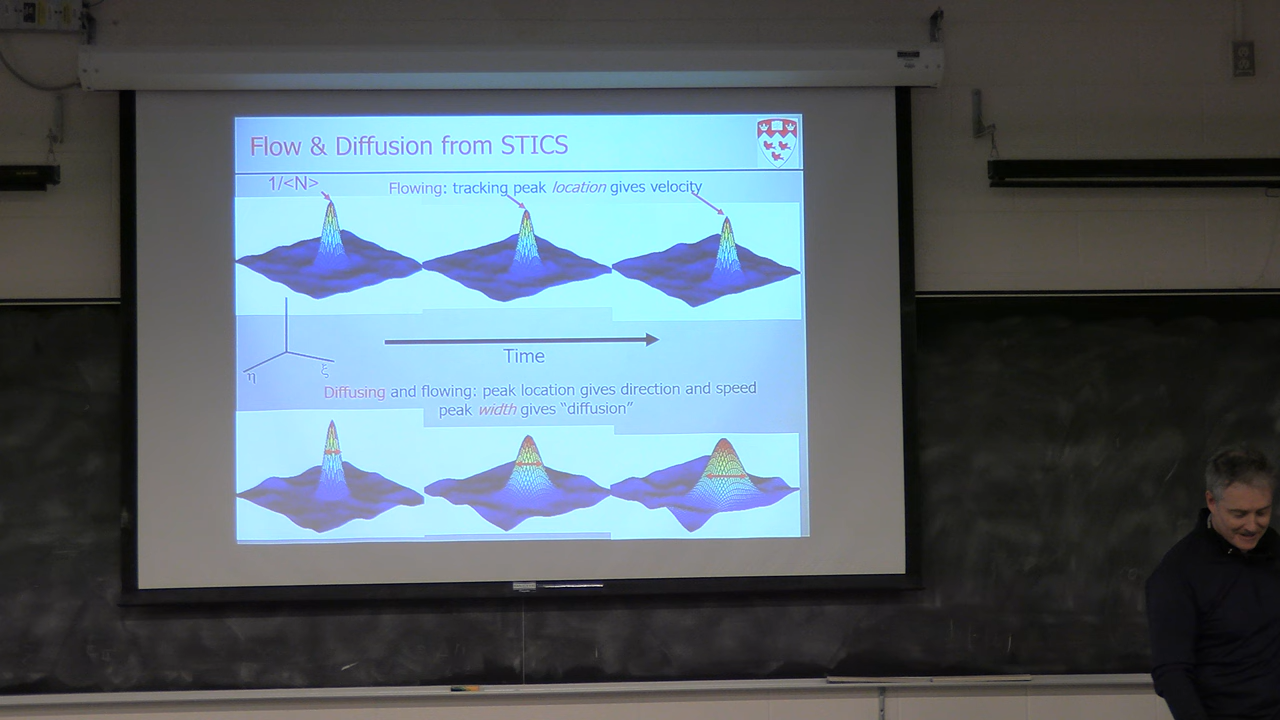 Flow & Diffusion from STICS
1/<N>
Flowing: tracking peak location gives velocity
Time
η
ξ
Diffusing and flowing: peak location gives direction and speed
peak width gives “diffusion”